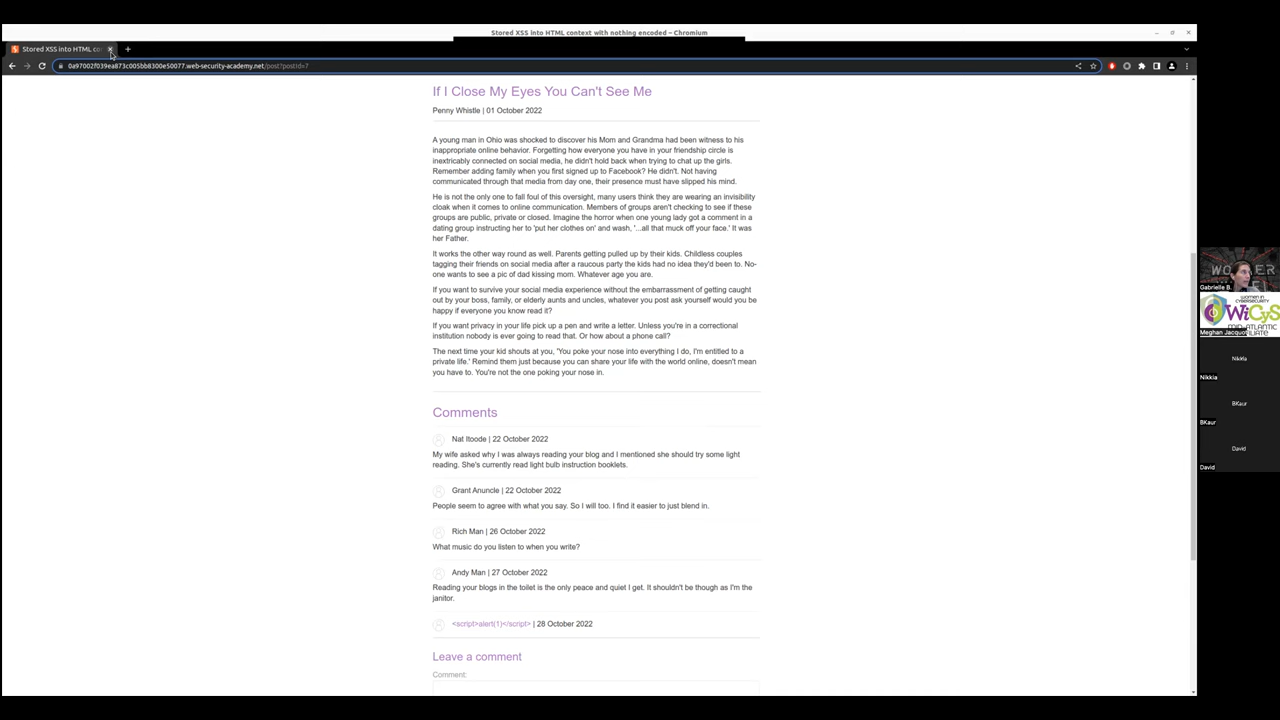 Stored XSS into HTML context with nothing encoded – Chromium
Stored XSS into HTML co
0a97002f039ea873c005bb8300e50077.web-security-academy.net/post?postId=7
If I Close My Eyes You Can't See Me
Penny Whistle | 01 October 2022
A young man in Ohio was shocked to discover his Mom and Grandma had been witness to his
inappropriate online behavior. Forgetting how everyone you have in your friendship circle is
inextricably connected on social media, he didn't hold back when trying to chat up the girls.
Remember adding family when you first signed up to Facebook? He didn't. Not having
communicated through that media from day one, their presence must have slipped his mind.
He is not the only one to fall foul of this oversight, many users think they are wearing an invisibility
cloak when it comes to online communication. Members of groups aren't checking to see if these
groups are public, private or closed. Imagine the horror when one young lady got a comment in a
dating group instructing her to 'put her clothes on' and wash, '...all that muck off your face.' It was
her Father.
It works the other way round as well. Parents getting pulled up by their kids. Childless couples
tagging their friends on social media after a raucous party the kids had no idea they'd been to. No-
one wants to see a pic of dad kissing mom. Whatever age you are.
If you want to survive your social media experience without the embarrassment of getting caught
out by your boss, family, or elderly aunts and uncles, whatever you post ask yourself would you be
happy if everyone you know read it?
If you want privacy in your life pick up a pen and write a letter. Unless you're in a correctional
institution nobody is ever going to read that. Or how about a phone call?
The next time your kid shouts at you, 'You poke your nose into everything I do, I'm entitled to a
private life.' Remind them just because you can share your life with the world online, doesn't mean
you have to. You're not the one poking your nose in.
Comments
Nat Itoode | 22 October 2022
My wife asked why I was always reading your blog and I mentioned she should try some light
reading. She's currently read light bulb instruction booklets.
Grant Anuncle | 22 October 2022
People seem to agree with what you say. So I will too. I find it easier to just blend in.
Rich Man | 26 October 2022
What music do you listen to when you write?
Andy Man | 27 October 2022
Reading your blogs in the toilet is the only peace and quiet I get. It shouldn't be though as I'm the
janitor.
<script>alert(1)</script> | 28 October 2022
Leave a comment
Comment:
Gabrielle B.
WOMEN IN
CYBERSECURITY
WiCyS
MID-ATLANTIC
AFFILIATE
Meghan Jacquot
Nikkia
Nikkia
BKaur
BKaur
David
David